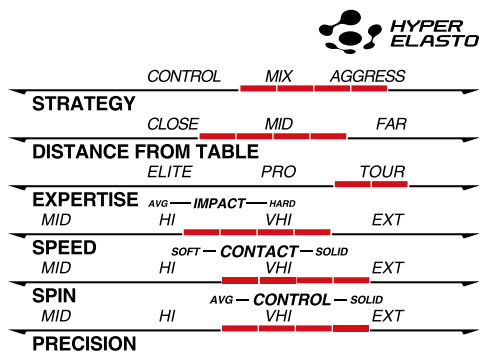 HYPER
ELASTO
CONTROL MIX AGGRESS
STRATEGY
CLOSE MID FAR
DISTANCE FROM TABLE
ELITE PRO TOUR
EXPERTISE AVG — IMPACT — HARD
MID HI VHI EXT
SPEED SOFT — CONTACT — SOLID
MID HI VHI EXT
SPIN AVG — CONTROL — SOLID
MID HI VHI EXT
PRECISION